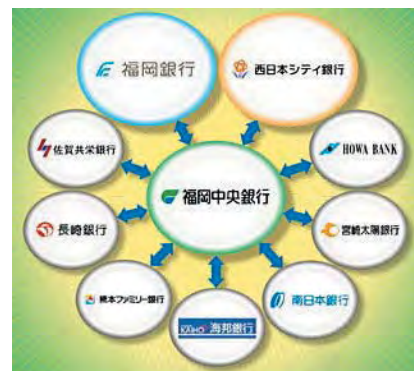 福岡銀行
西日本シティ銀行
佐賀共栄銀行
HOWA BANK
福岡中央銀行
長崎銀行
宮崎太陽銀行
熊本ファミリー銀行
南日本銀行
KAIHO 海邦銀行